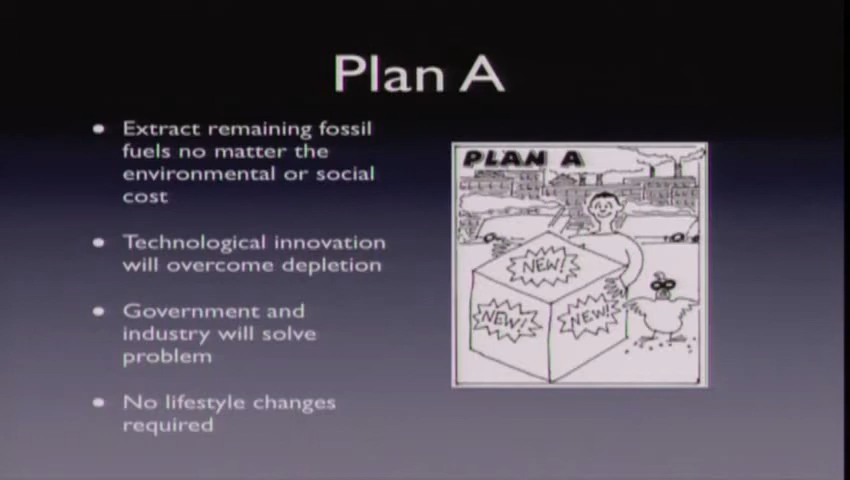 Plan A
Extract remaining fossil
fuels no matter the
environmental or social
cost
Technological innovation
will overcome depletion
Government and
industry will solve
problem
No lifestyle changes
required
PLAN A
NEW!
NEW!
NEW!